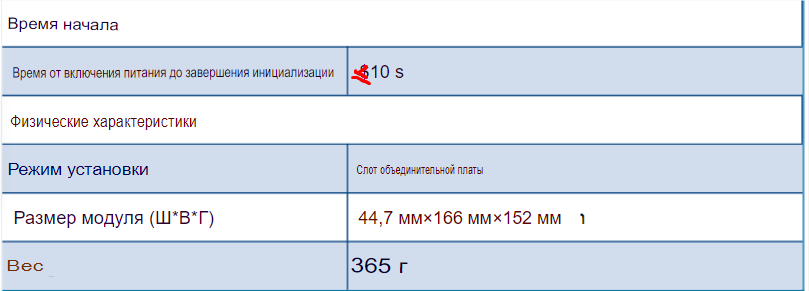 Время начала
Время от включения питания до завершения инициализации
10 s
Физические характеристики
Режим установки
Слот объединительной платы
Размер модуля (Ш*В*Г)
44,7 мм×166 мм×152 мм
Вес
365 г